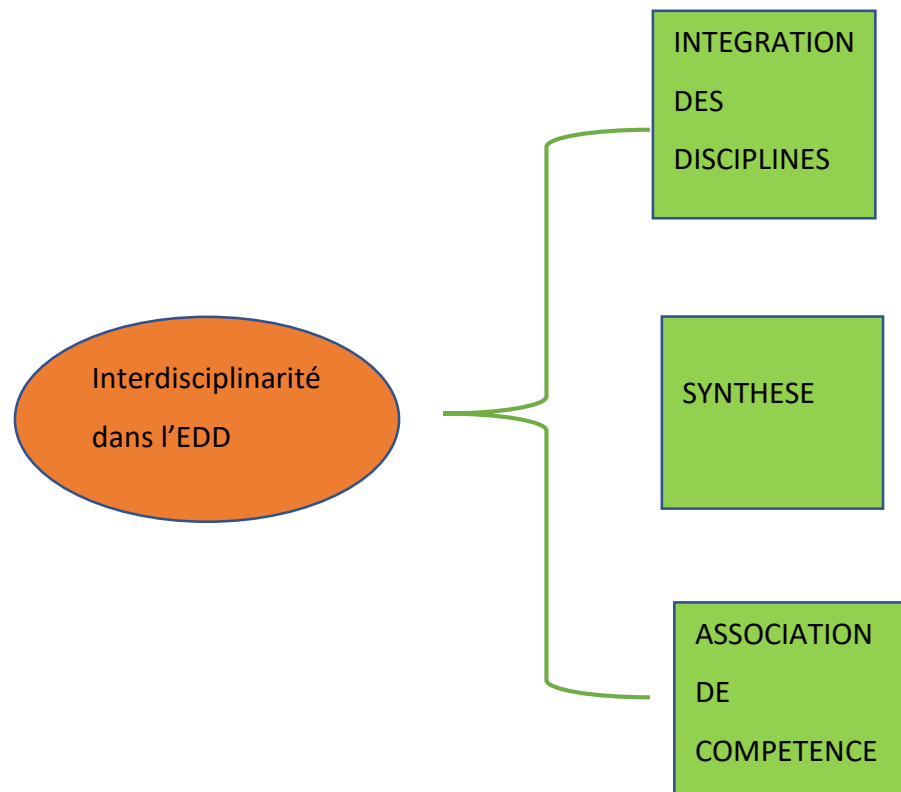 INTEGRATION
DES
DISCIPLINES
Interdisciplinarité
dans l’EDD
SYNTHESE
ASSOCIATION
DE
COMPETENCE